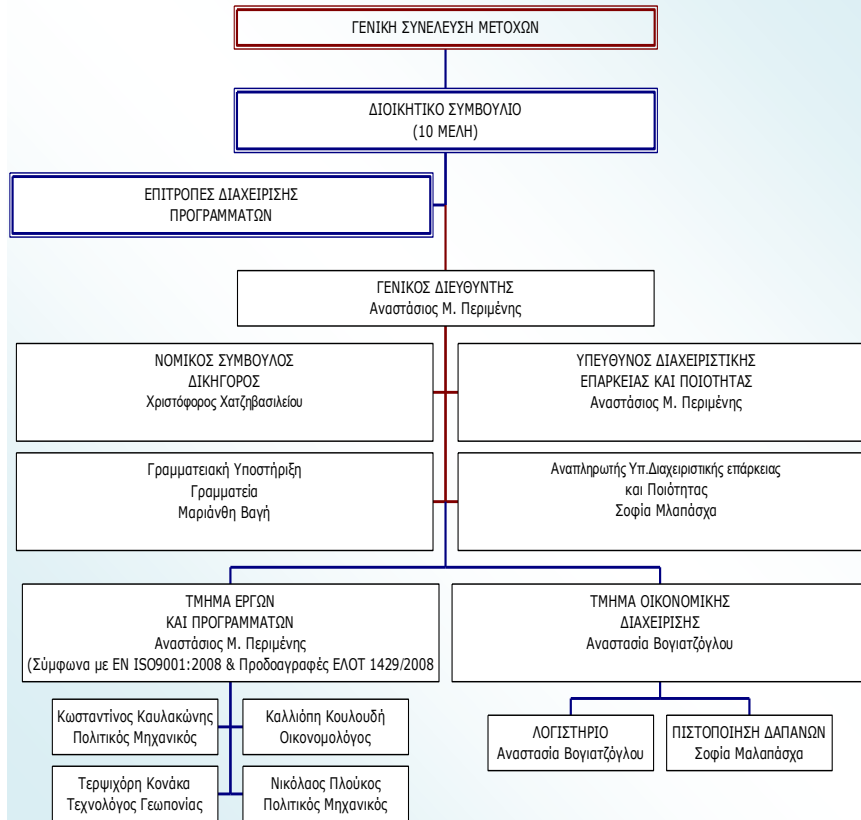 ΓΕΝΙΚΗ ΣΥΝΕΛΕΥΣΗ ΜΕΤΟΧΩΝ
ΔΙΟΙΚΗΤΙΚΟ ΣΥΜΒΟΥΛΙΟ
(10 ΜΕΛΗ)
ΕΠΙΤΡΟΠΕΣ ΔΙΑΧΕΙΡΙΣΗΣ
ΠΡΟΓΡΑΜΜΑΤΩΝ
ΓΕΝΙΚΟΣ ΔΙΕΥΘΥΝΤΗΣ
Αναστάσιος Μ. Περιμένης
ΝΟΜΙΚΟΣ ΣΥΜΒΟΥΛΟΣ
ΔΙΚΗΓΟΡΟΣ
Χριστόφορος Χατζηβασιλείου
ΥΠΕΥΘΥΝΟΣ ΔΙΑΧΕΙΡΙΣΤΙΚΗΣ
ΕΠΑΡΚΕΙΑΣ ΚΑΙ ΠΟΙΟΤΗΤΑΣ
Αναστάσιος Μ. Περιμένης
Γραμματειακή Υποστήριξη
Γραμματεία
Μαριάνθη Βαγή
Αναπληρωτής Υπ.Διαχειριστικής επάρκειας
και Ποιότητας
Σοφία Μλαπάσχα
ΤΜΗΜΑ ΕΡΓΩΝ
ΚΑΙ ΠΡΟΓΡΑΜΜΑΤΩΝ
Αναστάσιος Μ. Περιμένης
(Σύμφωνα με EN ISO9001:2008 & Προδοαγραφές ΕΛΟΤ 1429/2008
ΤΜΗΜΑ ΟΙΚΟΝΟΜΙΚΗΣ
ΔΙΑΧΕΙΡΙΣΗΣ
Αναστασία Βογιατζόγλου
Κωσταντίνος Καυλακώνης
Πολιτικός Μηχανικός
Καλλιόπη Κουλουδή
Οικονομολόγος
Τερψιχόρη Κονάκα
Τεχνολόγος Γεωπονίας
Νικόλαος Πλούκος
Πολιτικός Μηχανικός
ΛΟΓΙΣΤΗΡΙΟ
Αναστασία Βογιατζόγλου
ΠΙΣΤΟΠΟΙΗΣΗ ΔΑΠΑΝΩΝ
Σοφία Μαλαπάσχα